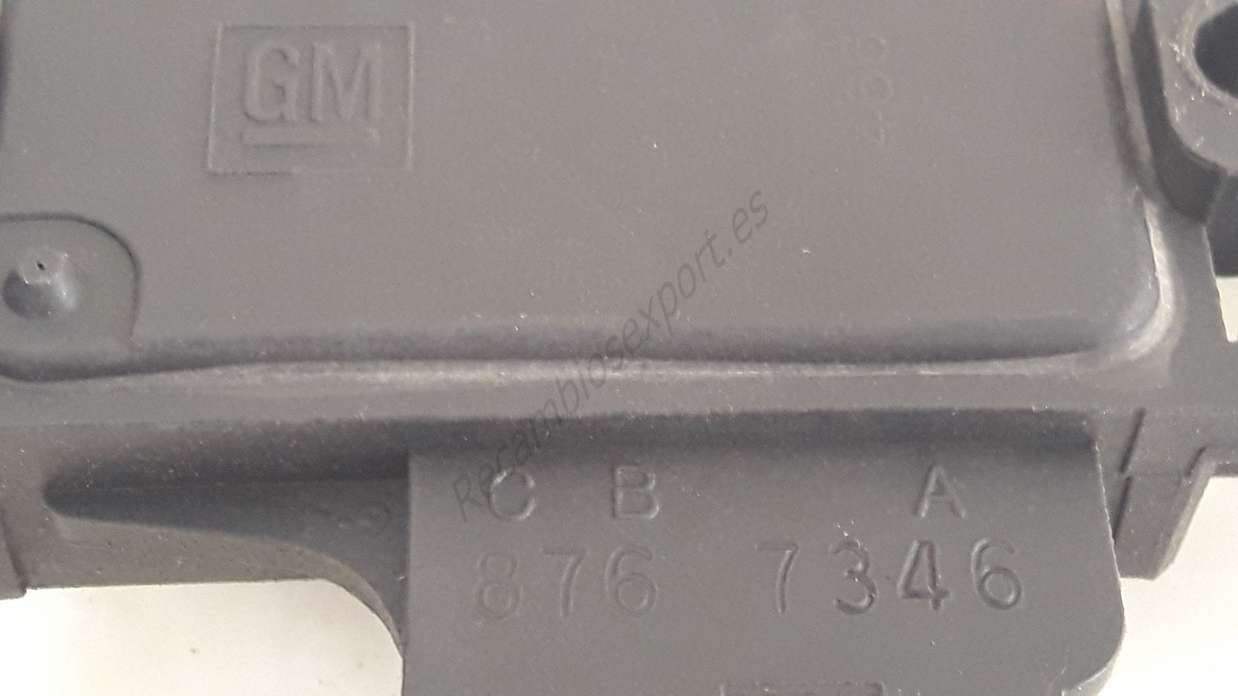 GM
Recambiosexport.es
C B A
876 7346